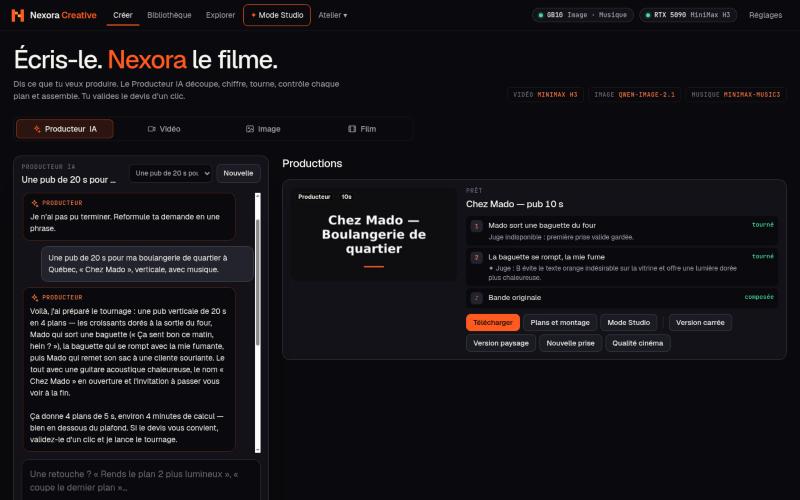 Nexora Creative
Créer
Bibliothèque
Explorer
✦ Mode Studio
Atelier ▾
GB10 Image · Musique
RTX 5090 MiniMax H3
Réglages
Écris-le. Nexora le filme.
Dis ce que tu veux produire. Le Producteur IA découpe, chiffre, tourne, contrôle chaque
plan et assemble. Tu valides le devis d'un clic.
VIDÉO MINIMAX H3
IMAGE QWEN-IMAGE-2.1
MUSIQUE MINIMAX-MUSIC3
Producteur IA
Vidéo
Image
Film
PRODUCTEUR IA
Une pub de 20 s pour ...
Une pub de 20 s pou
Nouvelle
PRODUCTEUR
Je n'ai pas pu terminer. Reformule ta demande en une
phrase.
Une pub de 20 s pour ma boulangerie de quartier à
Québec, « Chez Mado », verticale, avec musique.
PRODUCTEUR
Voilà, j'ai préparé le tournage : une pub verticale de 20 s
en 4 plans — les croissants dorés à la sortie du four,
Mado qui sort une baguette (« Ça sent bon ce matin,
hein ? »), la baguette qui se rompt avec la mie fumante,
puis Mado qui remet son sac à une cliente souriante. Le
tout avec une guitare acoustique chaleureuse, le nom «
Chez Mado » en ouverture et l'invitation à passer vous
voir à la fin.
Ça donne 4 plans de 5 s, environ 4 minutes de calcul —
bien en dessous du plafond. Si le devis vous convient,
validez-le d'un clic et je lance le tournage.
Une retouche ? « Rends le plan 2 plus lumineux », «
coupe le dernier plan »…
Productions
Producteur
10s
Chez Mado —
Boulangerie de
quartier
PRÊT
Chez Mado — pub 10 s
1
Mado sort une baguette du four
tourné
Juge indisponible : première prise valide gardée.
2
La baguette se rompt, la mie fume
tourné
✦ Juge : B évite le texte orange indésirable sur la vitrine et offre une lumière dorée
plus chaleureuse.
♪
Bande originale
composée
Télécharger
Plans et montage
Mode Studio
Version carrée
Version paysage
Nouvelle prise
Qualité cinéma